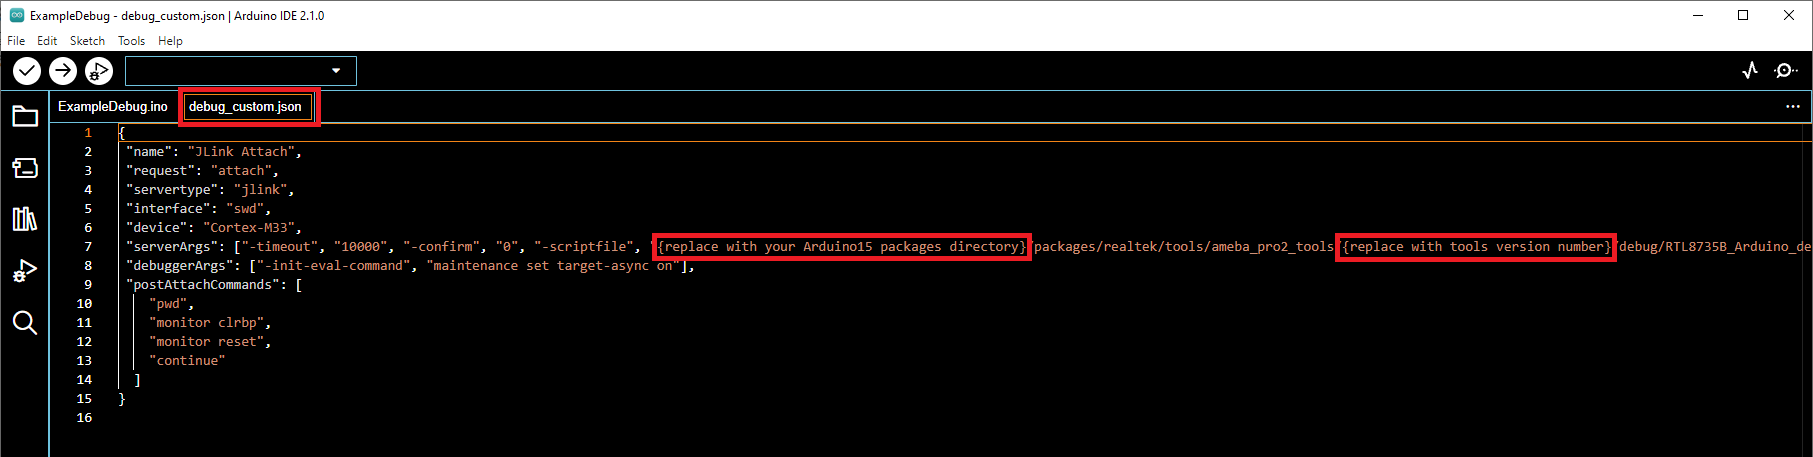 ExampleDebug - debug_custom.json | Arduino IDE 2.1.0
File Edit Sketch Tools Help
ExampleDebug.ino debug_custom.json
1 {
2 "name": "JLink Attach",
3 "request": "attach",
4 "servertype": "jlink",
5 "interface": "swd",
6 "device": "Cortex-M33",
7 "serverArgs": ["-timeout", "10000", "-confirm", "0", "-scriptfile", "{replace with your Arduino15 packages directory}/packages/realtek/tools/ameba_pro2_tools/{replace with tools version number}/debug/RTL8735B_Arduino_de
8 "debuggerArgs": ["-init-eval-command", "maintenance set target-async on"],
9 "postAttachCommands": [
10 "pwd",
11 "monitor clrbp",
12 "monitor reset",
13 "continue"
14 ]
15 }
16